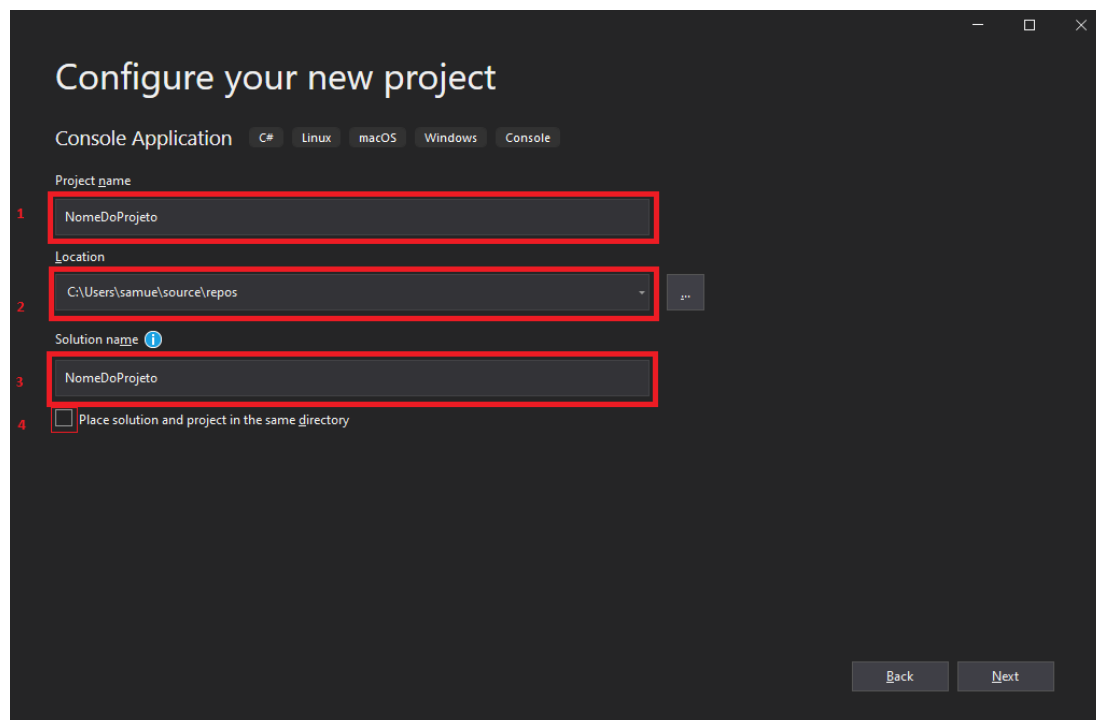 Configure your new project
Console Application C# Linux macOS Windows Console
Project name
1
NomeDoProjeto
Location
2
C:\Users\samue\source\repos
...
Solution name
3
NomeDoProjeto
4
Place solution and project in the same directory
Back Next